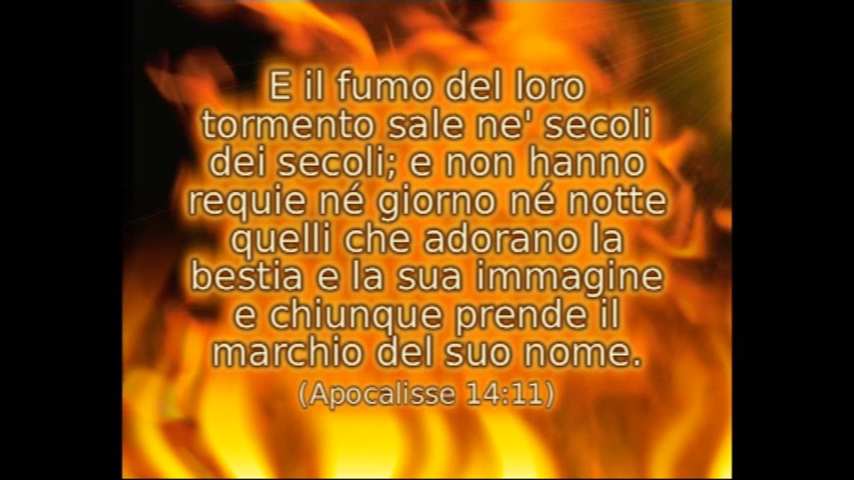 E il fumo del loro
tormento sale ne' secoli
dei secoli; e non hanno
requie né giorno né notte
quelli che adorano la
bestia e la sua immagine
e chiunque prende il
marchio del suo nome.
(Apocalisse 14:11)